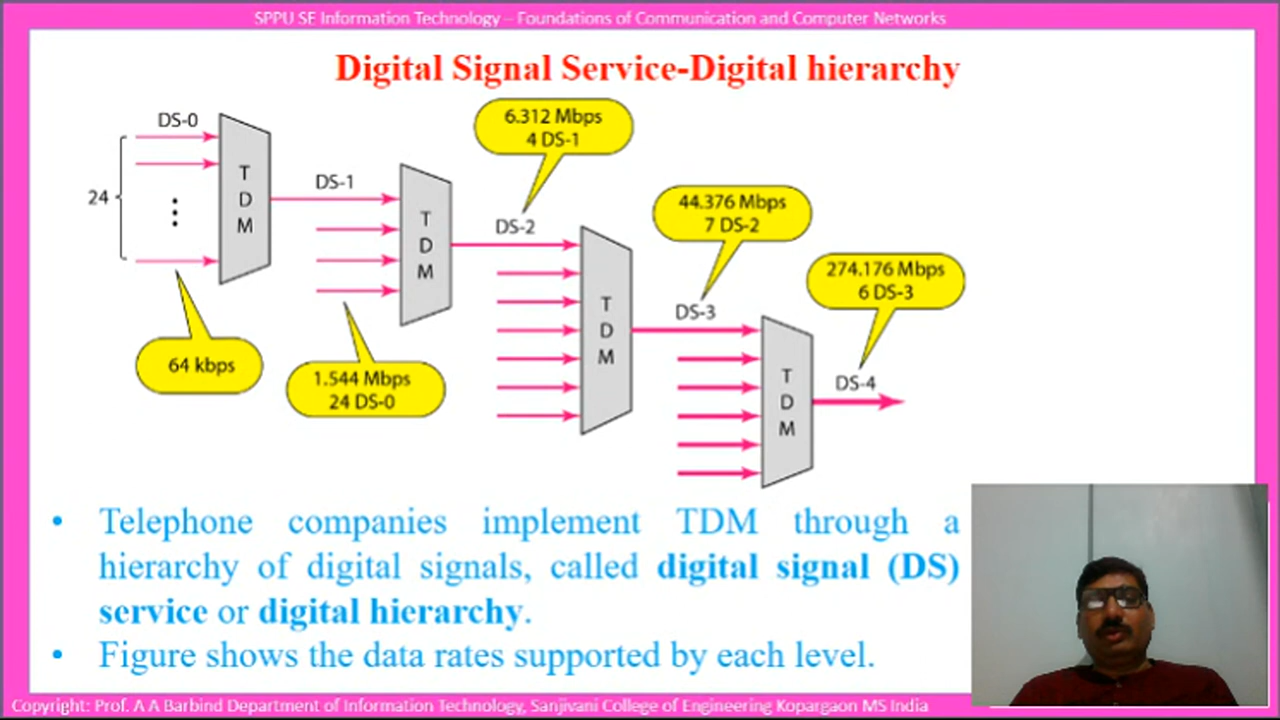 SPPU SE Information Technology – Foundations of Communication and Computer Networks
Digital Signal Service-Digital hierarchy
DS-0
24
T
D
M
64 kbps
DS-1
1.544 Mbps
24 DS-0
T
D
M
6.312 Mbps
4 DS-1
DS-2
T
D
M
44.376 Mbps
7 DS-2
DS-3
T
D
M
274.176 Mbps
6 DS-3
DS-4
• Telephone companies implement TDM through a
hierarchy of digital signals, called digital signal (DS)
service or digital hierarchy.
• Figure shows the data rates supported by each level.
Copyright: Prof. A A Barbind Department of Information Technology, Sanjivani College of Engineering Kopargaon MS India